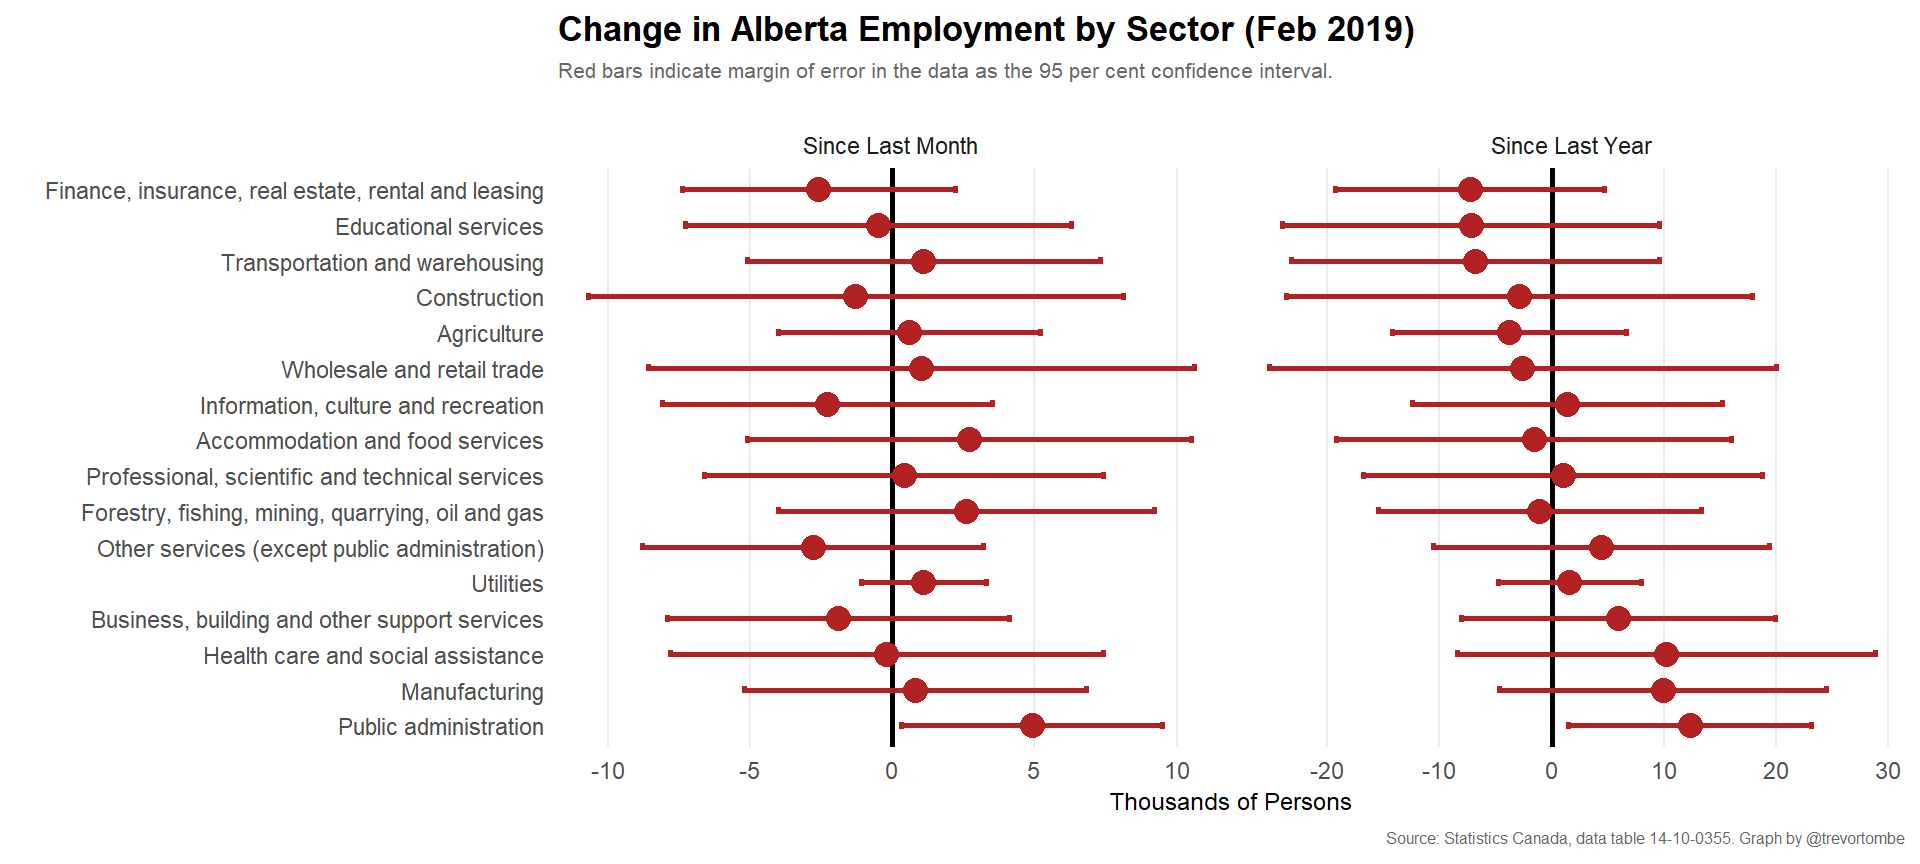 Change in Alberta Employment by Sector (Feb 2019)
Red bars indicate margin of error in the data as the 95 per cent confidence interval.
Since Last Month
Since Last Year
Finance, insurance, real estate, rental and leasing
Educational services
Transportation and warehousing
Construction
Agriculture
Wholesale and retail trade
Information, culture and recreation
Accommodation and food services
Professional, scientific and technical services
Forestry, fishing, mining, quarrying, oil and gas
Other services (except public administration)
Utilities
Business, building and other support services
Health care and social assistance
Manufacturing
Public administration
-10 -5 0 5 10
-20 -10 0 10 20 30
Thousands of Persons
Source: Statistics Canada, data table 14-10-0355. Graph by @trevortombe